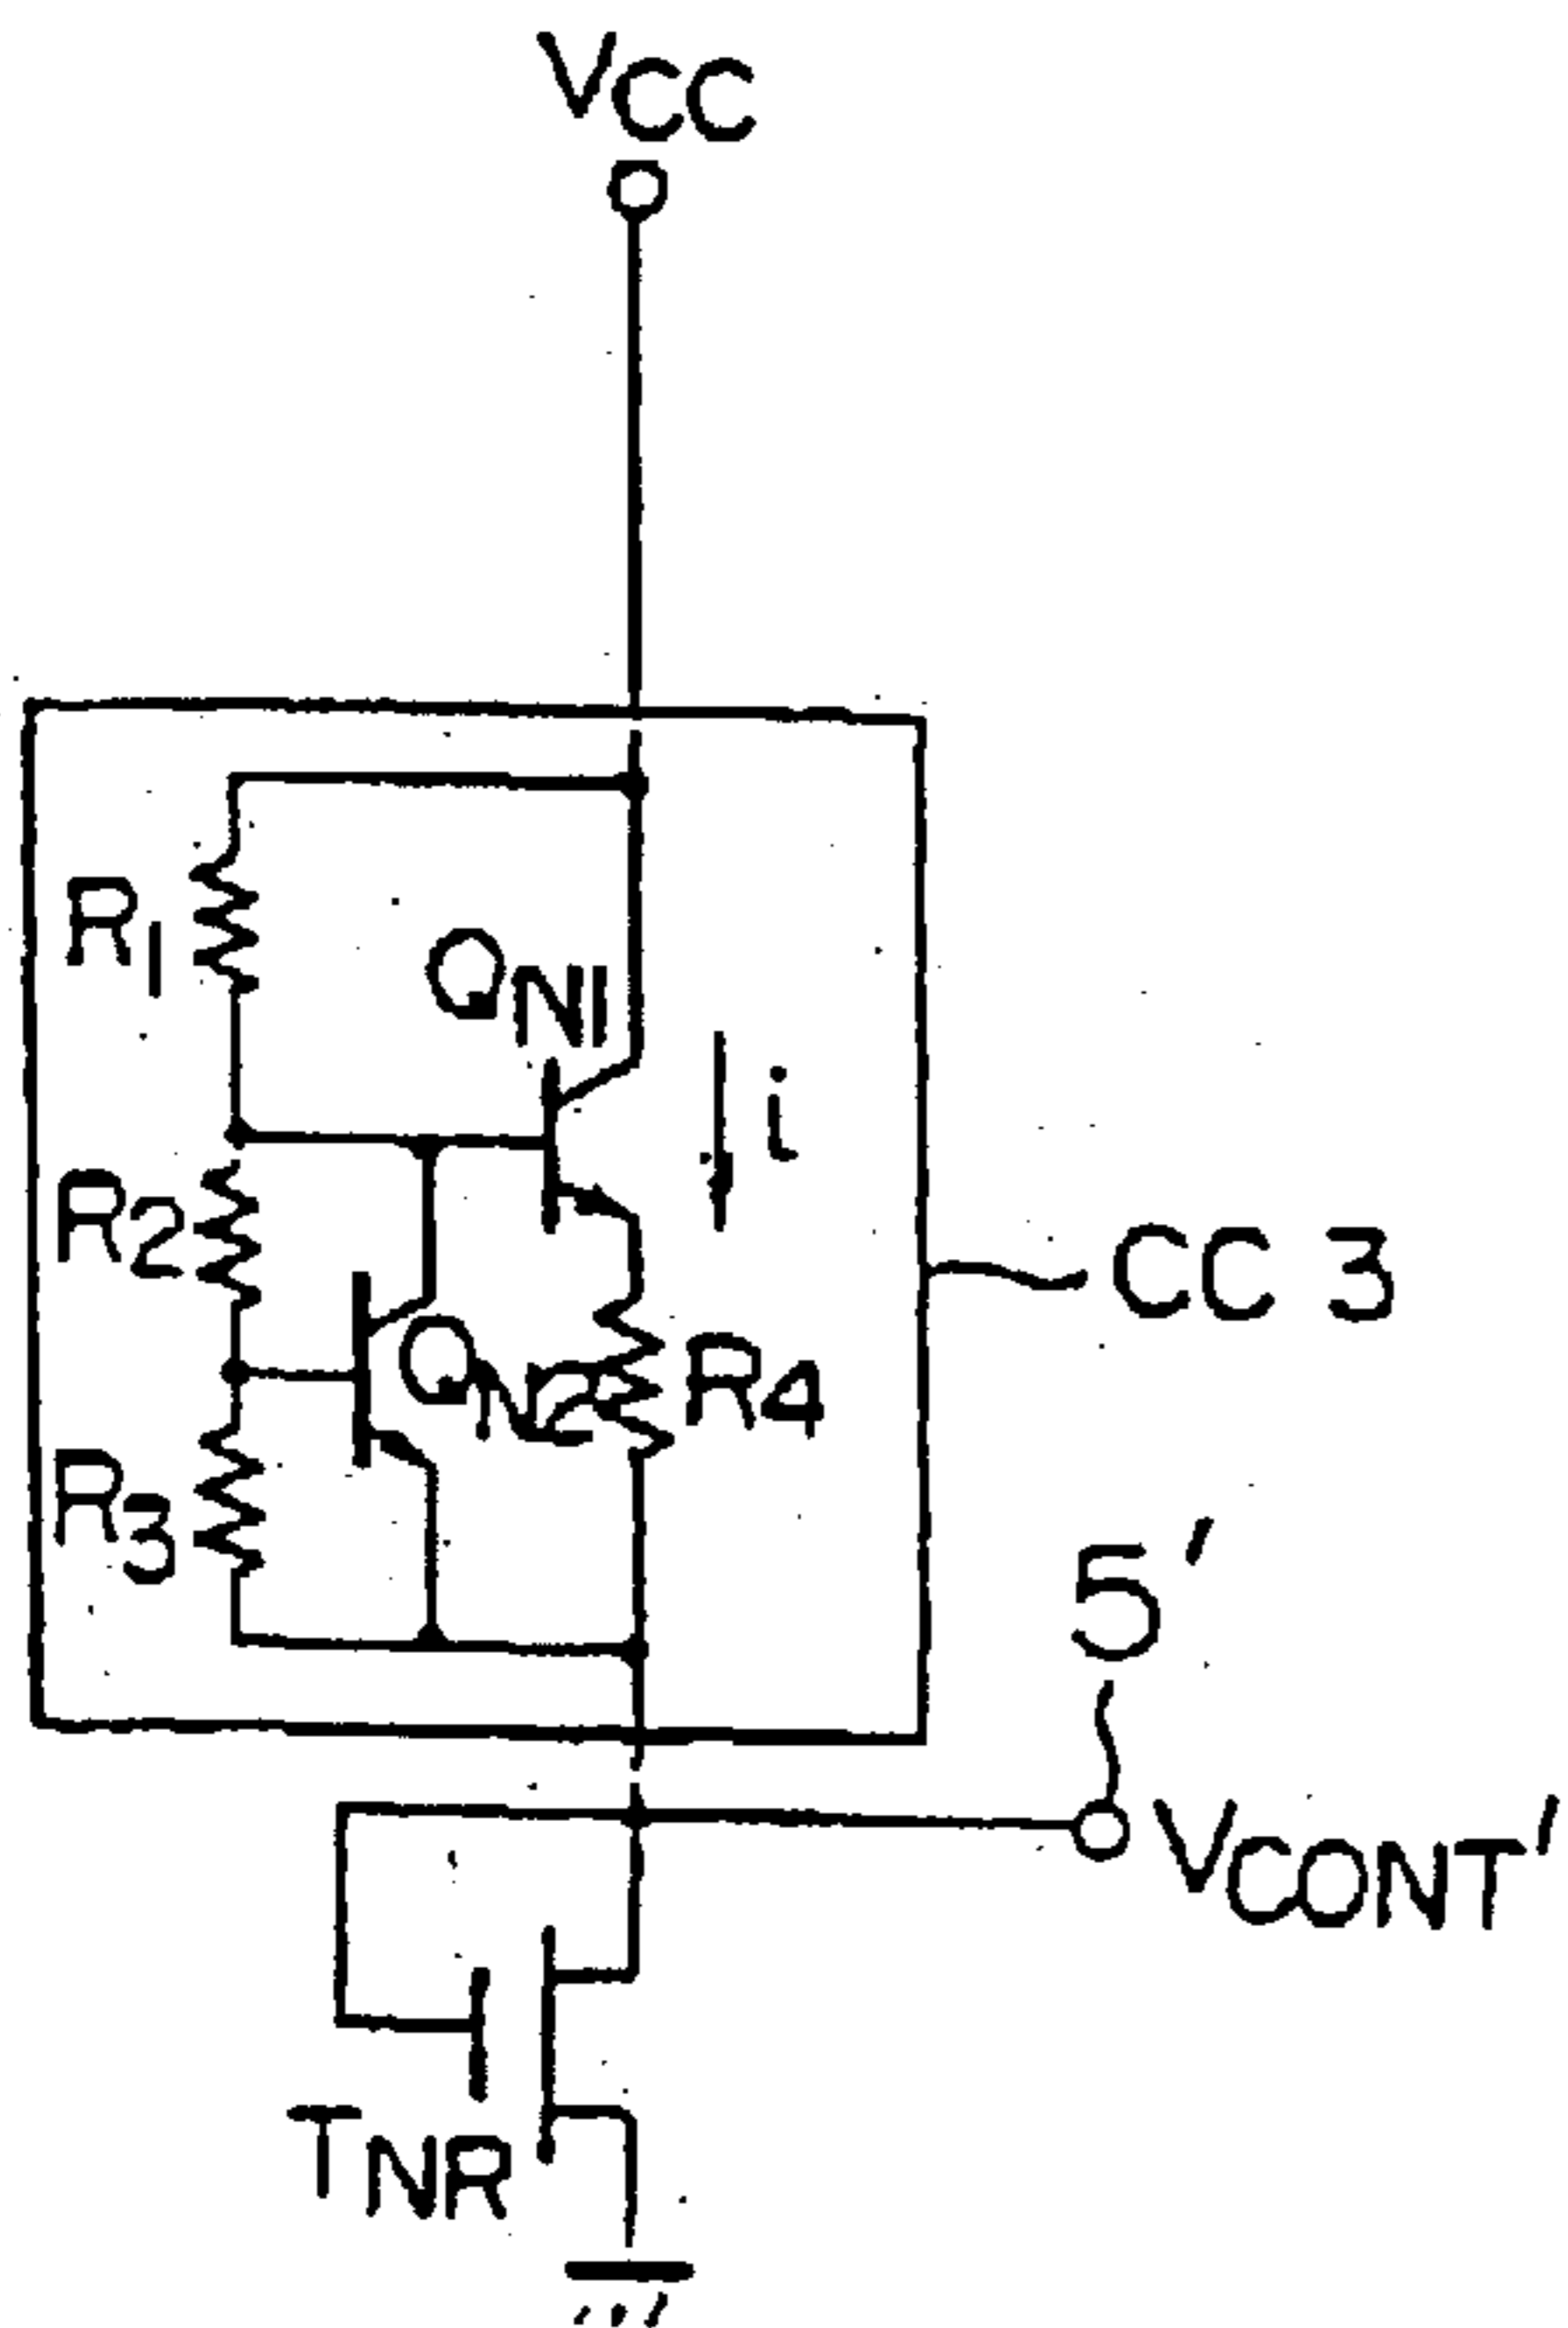 VCC
R1
QN1
i
R2
CC 3
QN2
R4
R3
5'
VCONT'
TNR